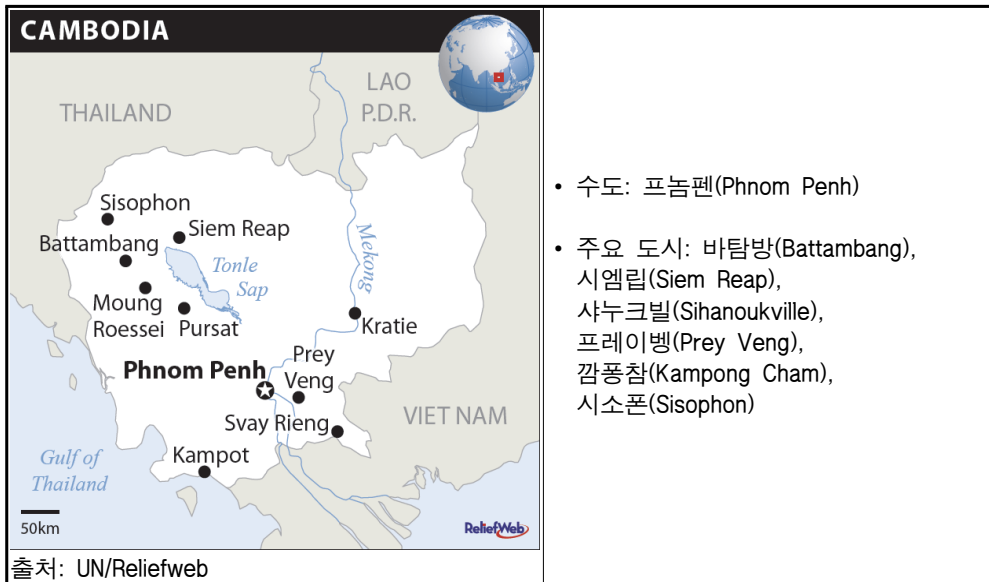 CAMBODIA
LAO
P.D.R.
THAILAND
Sisophon
Siem Reap
Battambang
Tonle
Sap
Mekong
Moung
Roessei
Pursat
Kratie
Prey
Veng
Phnom Penh
Svay Rieng
VIET NAM
Kampot
Gulf of
Thailand
50km
ReliefWeb
출처: UN/Reliefweb
• 수도: 프놈펜(Phnom Penh)
• 주요 도시: 바탐방(Battambang),
시엠립(Siem Reap),
샤누크빌(Sihanoukville),
프레이벵(Prey Veng),
깜퐁참(Kampong Cham),
시소폰(Sisophon)